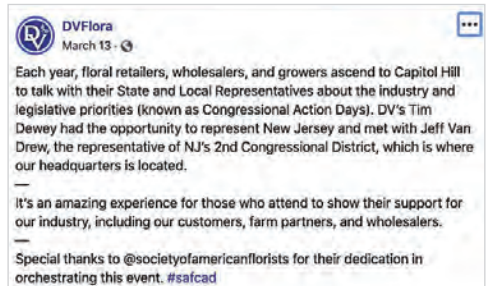 DVFlora
March 13 ·
Each year, floral retailers, wholesalers, and growers ascend to Capitol Hill
to talk with their State and Local Representatives about the industry and
legislative priorities (known as Congressional Action Days). DV's Tim
Dewey had the opportunity to represent New Jersey and met with Jeff Van
Drew, the representative of NJ's 2nd Congressional District, which is where
our headquarters is located.
—
It's an amazing experience for those who attend to show their support for
our industry, including our customers, farm partners, and wholesalers.
—
Special thanks to @societyofamericanflorists for their dedication in
orchestrating this event. #safcad